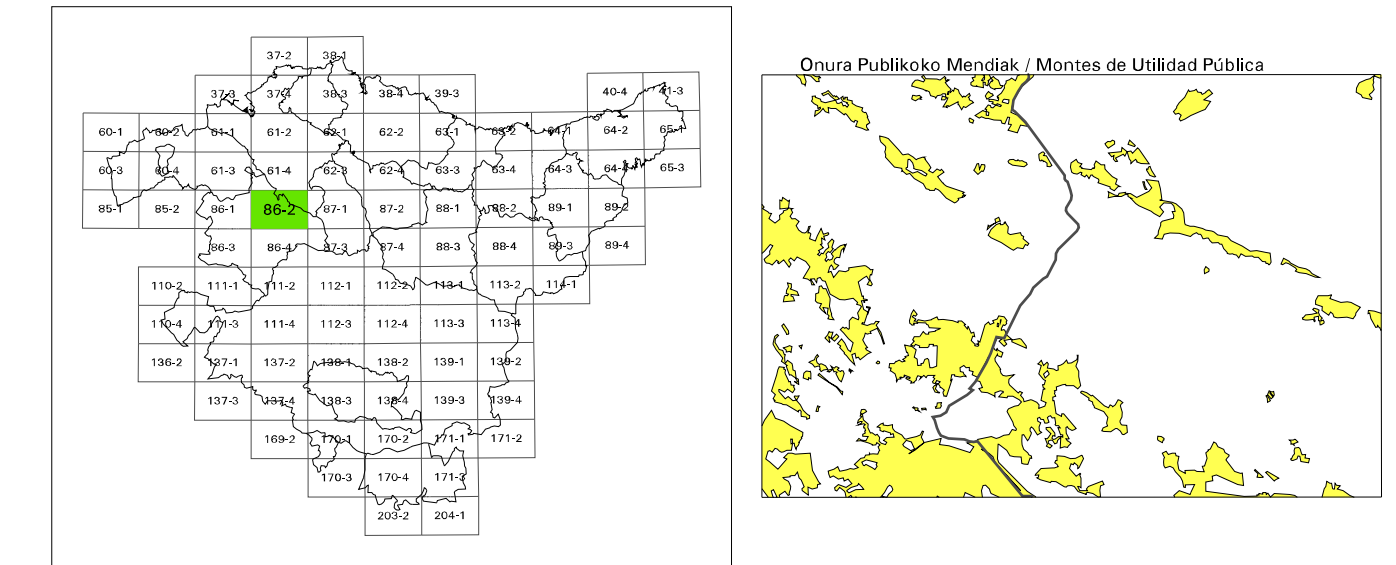 Onura Publikoko Mendiak / Montes de Utilidad Pública
37-2 38-1
37-3 37-4 38-3 38-4 39-3 40-4 41-3
60-1 60-2 61-1 61-2 62-1 62-2 63-1 63-2 64-1 64-2 65-1
60-3 60-4 61-3 61-4 62-3 62-4 63-3 63-4 64-3 64-4 65-3
85-1 85-2 86-1 86-2 87-1 87-2 88-1 88-2 89-1 89-2
86-3 86-4 87-3 87-4 88-3 88-4 89-3 89-4
110-2 111-1 111-2 112-1 112-2 113-1 113-2 114-1
110-4 111-3 111-4 112-3 112-4 113-3 113-4
136-2 137-1 137-2 138-1 138-2 139-1 139-2
137-3 137-4 138-3 138-4 139-3 139-4
169-2 170-1 170-2 171-1 171-2
170-3 170-4 171-3
203-2 204-1